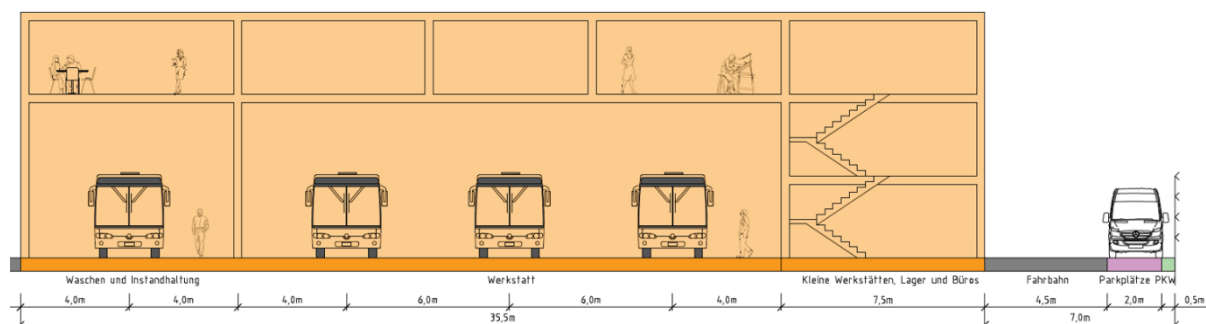 Waschen und Instandhaltung Werkstatt Kleine Werkstätten, Lager und Büros Fahrbahn Parkplätze PKW
4,0m 4,0m 4,0m 6,0m 6,0m 4,0m 7,5m 4,5m 2,0m 0,5m
35,5m 7,0m